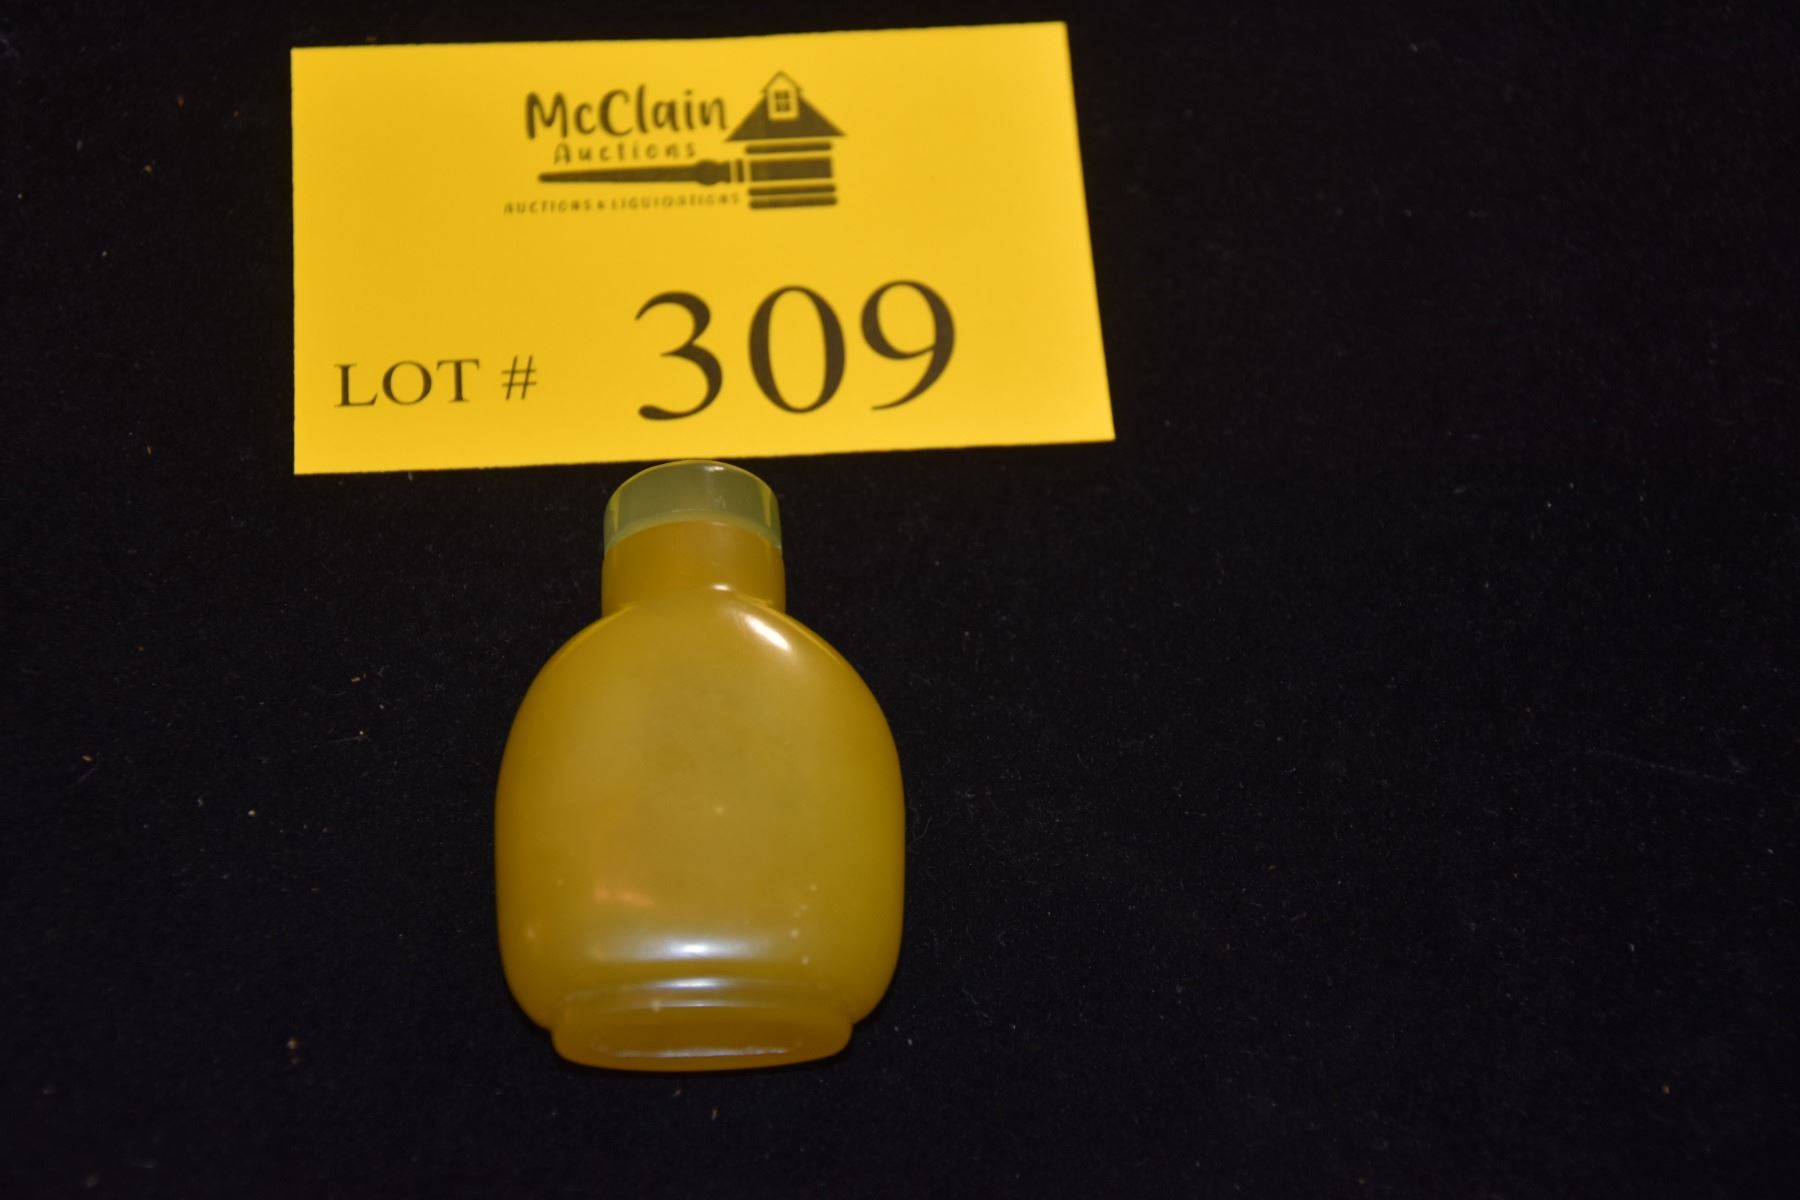 McClain
Auctions
AUCTIONS & LIQUIDATIONS
LOT # 309